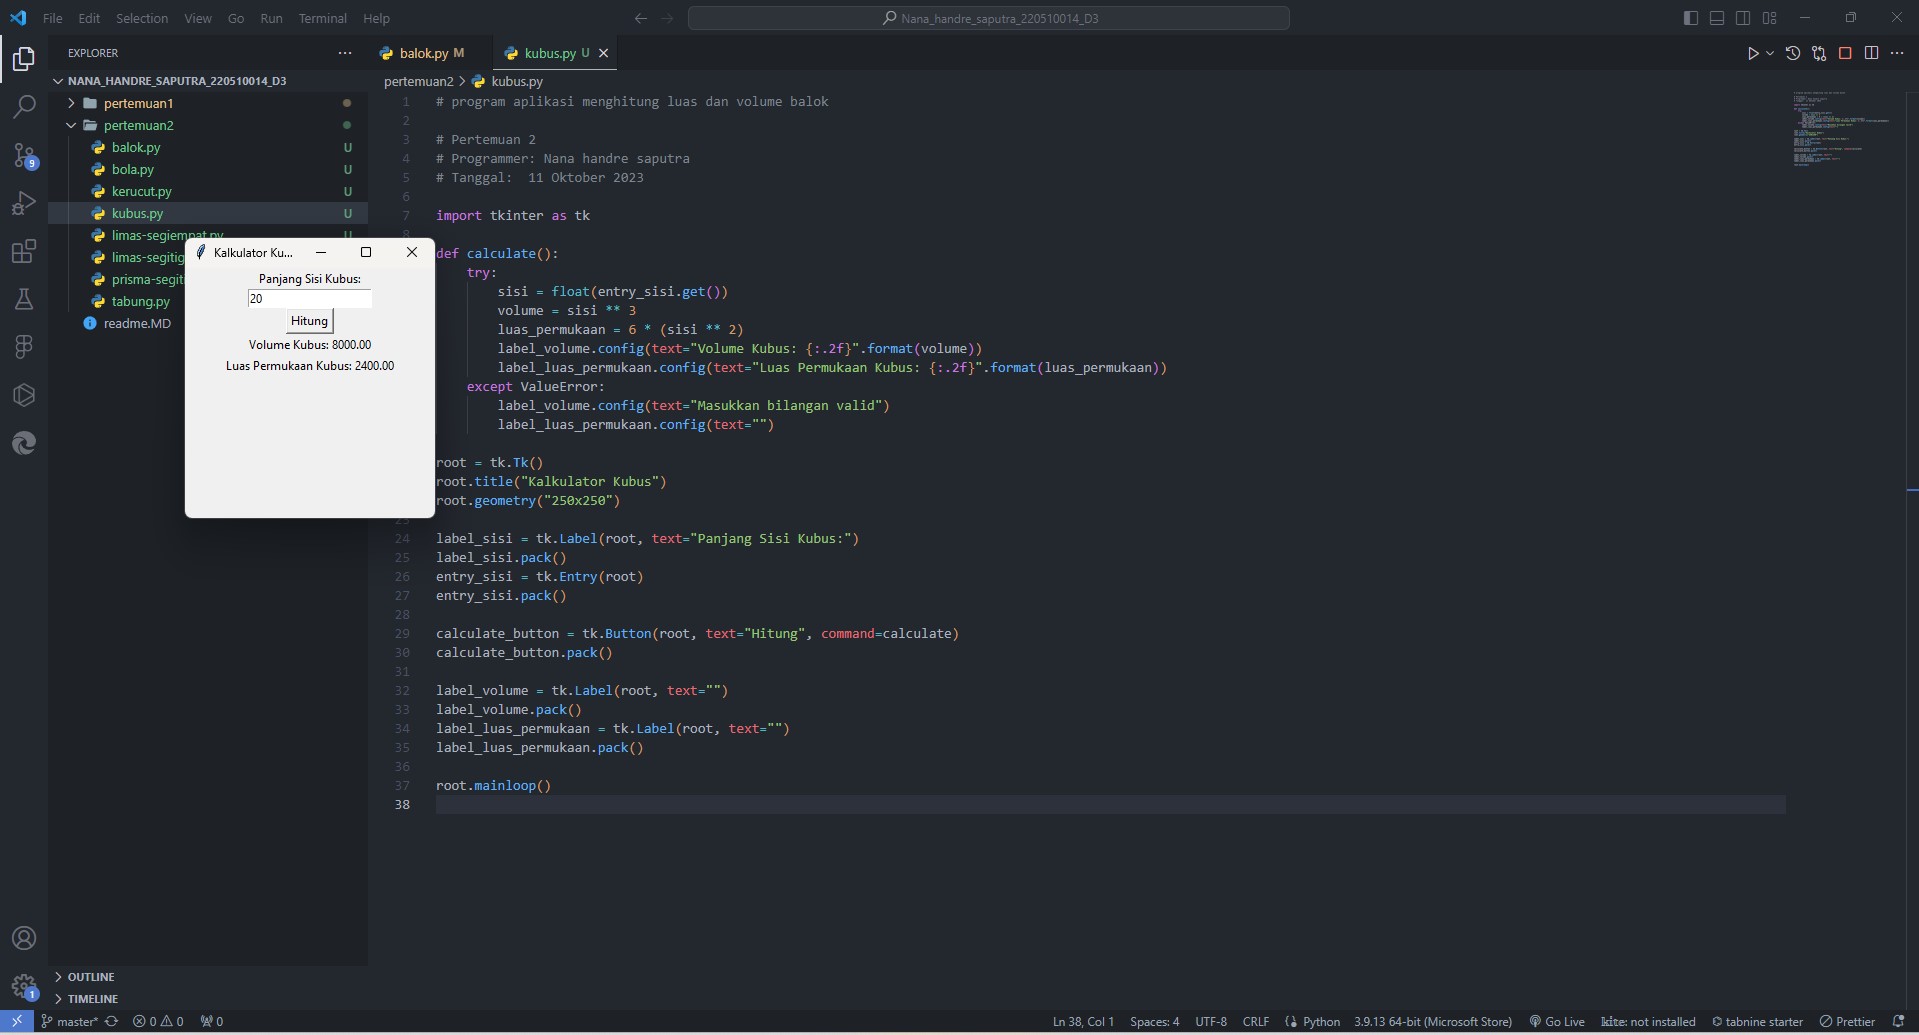 File Edit Selection View Go Run Terminal Help
Nana_handre_saputra_220510014_D3
EXPLORER
NANA_HANDRE_SAPUTRA_220510014_D3
pertemuan1
pertemuan2
balok.py U
bola.py U
kerucut.py U
kubus.py U
limas-segiempat.py U
limas-segitig
prisma-segiti
tabung.py
readme.MD
OUTLINE
TIMELINE
9
1
Kalkulator Ku...
Panjang Sisi Kubus:
20
Hitung
Volume Kubus: 8000.00
Luas Permukaan Kubus: 2400.00
balok.py M
kubus.py U
pertemuan2 > kubus.py
1 # program aplikasi menghitung luas dan volume balok
2
3 # Pertemuan 2
4 # Programmer: Nana handre saputra
5 # Tanggal:  11 Oktober 2023
6
7 import tkinter as tk
8
def calculate():
try:
sisi = float(entry_sisi.get())
volume = sisi ** 3
luas_permukaan = 6 * (sisi ** 2)
label_volume.config(text="Volume Kubus: {:.2f}".format(volume))
label_luas_permukaan.config(text="Luas Permukaan Kubus: {:.2f}".format(luas_permukaan))
except ValueError:
label_volume.config(text="Masukkan bilangan valid")
label_luas_permukaan.config(text="")
root = tk.Tk()
root.title("Kalkulator Kubus")
root.geometry("250x250")
23
24 label_sisi = tk.Label(root, text="Panjang Sisi Kubus:")
25 label_sisi.pack()
26 entry_sisi = tk.Entry(root)
27 entry_sisi.pack()
28
29 calculate_button = tk.Button(root, text="Hitung", command=calculate)
30 calculate_button.pack()
31
32 label_volume = tk.Label(root, text="")
33 label_volume.pack()
34 label_luas_permukaan = tk.Label(root, text="")
35 label_luas_permukaan.pack()
36
37 root.mainloop()
38
master* 0 0 0
Ln 38, Col 1 Spaces: 4 UTF-8 CRLF Python 3.9.13 64-bit (Microsoft Store) Go Live kite: not installed tabnine starter Prettier